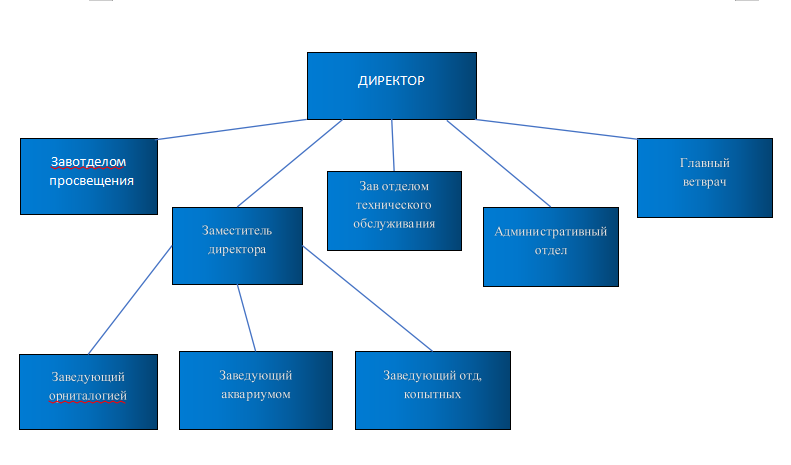 ДИРЕКТОР
Завотделом
просвещения
Зав отделом
технического
обслуживания
Главный
ветврач
Заместитель
директора
Административный
отдел
Заведующий
орниталогией
Заведующий
аквариумом
Заведующий отд,
копытных